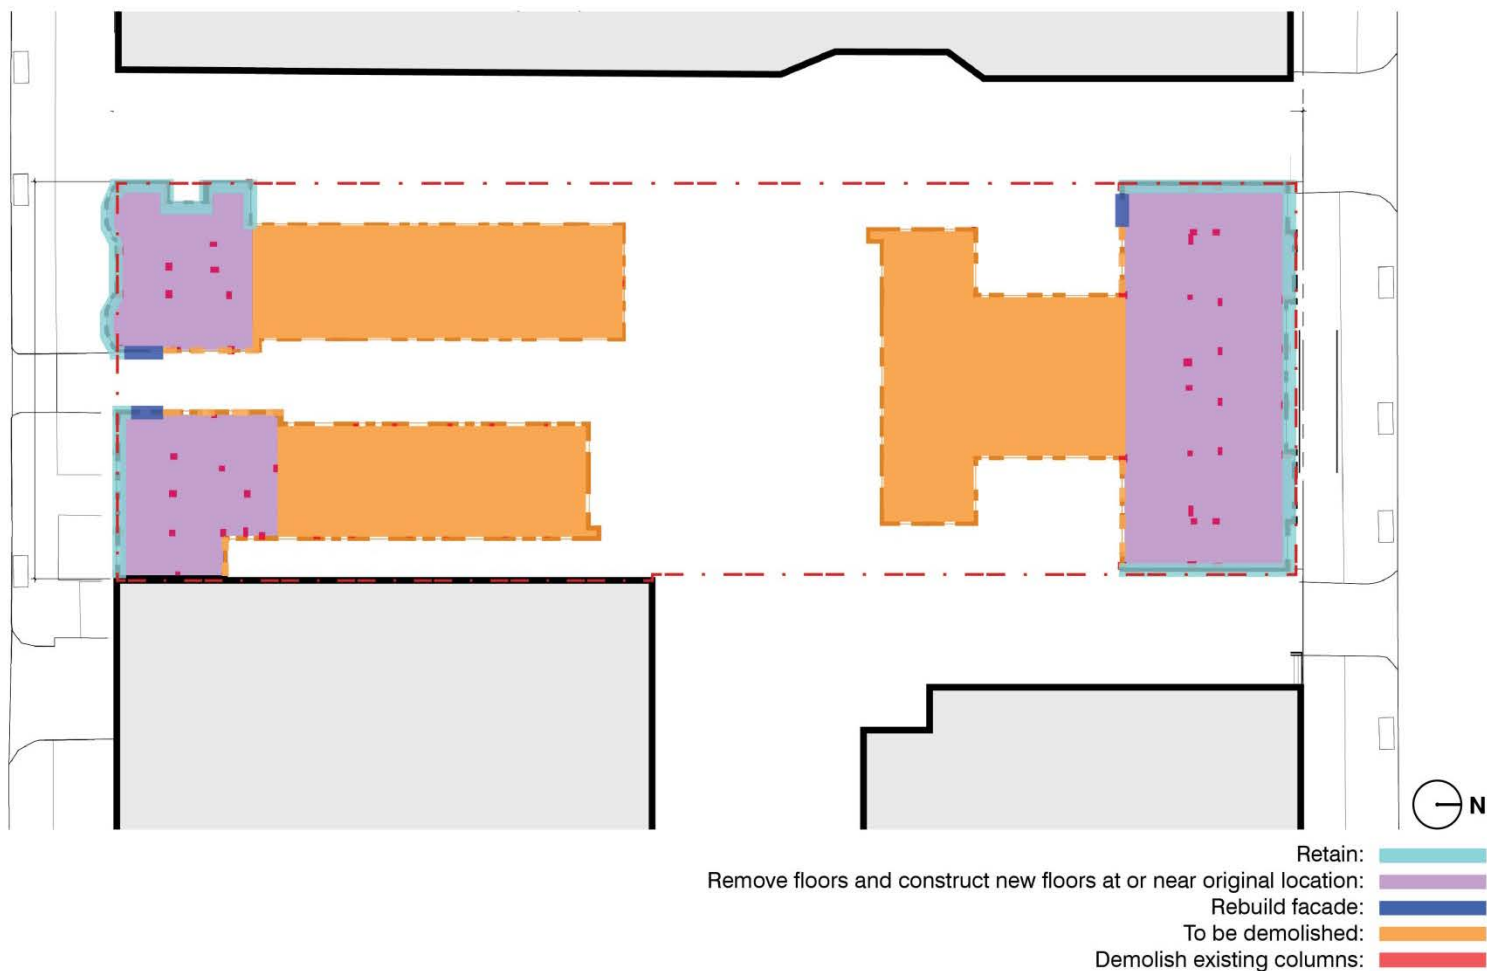 N
Retain:
Remove floors and construct new floors at or near original location:
Rebuild facade:
To be demolished:
Demolish existing columns: